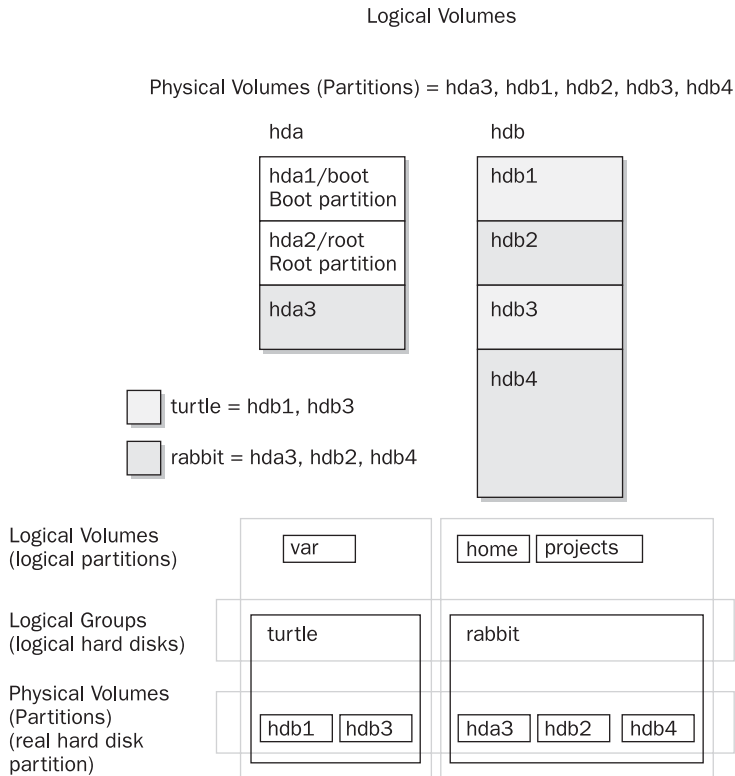 Logical Volumes
Physical Volumes (Partitions) = hda3, hdb1, hdb2, hdb3, hdb4
hda
hdb
hda1/boot
Boot partition
hda2/root
Root partition
hda3
hdb1
hdb2
hdb3
hdb4
turtle = hdb1, hdb3
rabbit = hda3, hdb2, hdb4
Logical Volumes
(logical partitions)
var
home
projects
Logical Groups
(logical hard disks)
turtle
rabbit
Physical Volumes
(Partitions)
(real hard disk
partition)
hdb1
hdb3
hda3
hdb2
hdb4